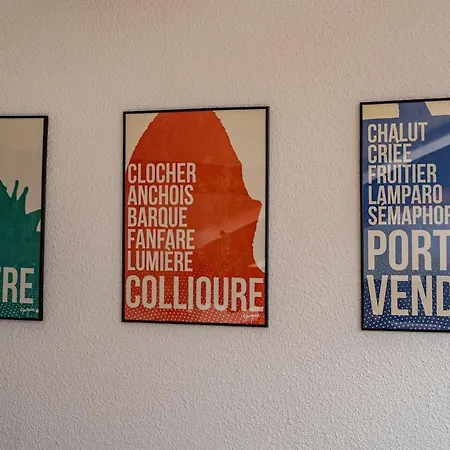 RE
CLOCHER
ANCHOIS
BARQUE
FANFARE
LUMIÈRE
COLLIOURE
CHALUT
CRIÉE
FRUITIER
LAMPARO
SÉMAPHOR
PORT
VEND